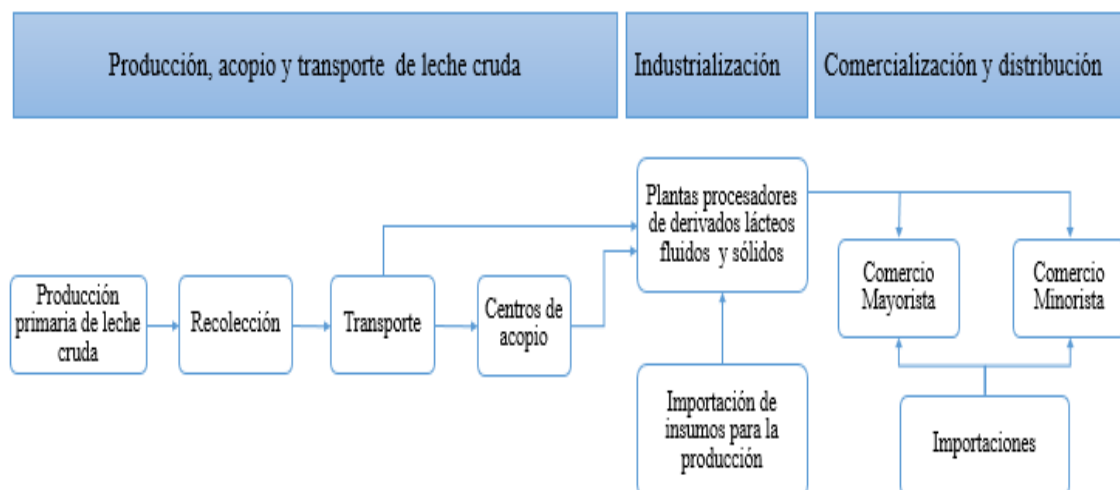 Producción, acopio y transporte de leche cruda
Industrialización
Comercialización y distribución
Plantas procesadores
de derivados lácteos
fluidos y sólidos
Comercio
Mayorista
Comercio
Minorista
Producción
primaria de leche
cruda
Recolección
Transporte
Centros de
acopio
Importación de
insumos para la
producción
Importaciones